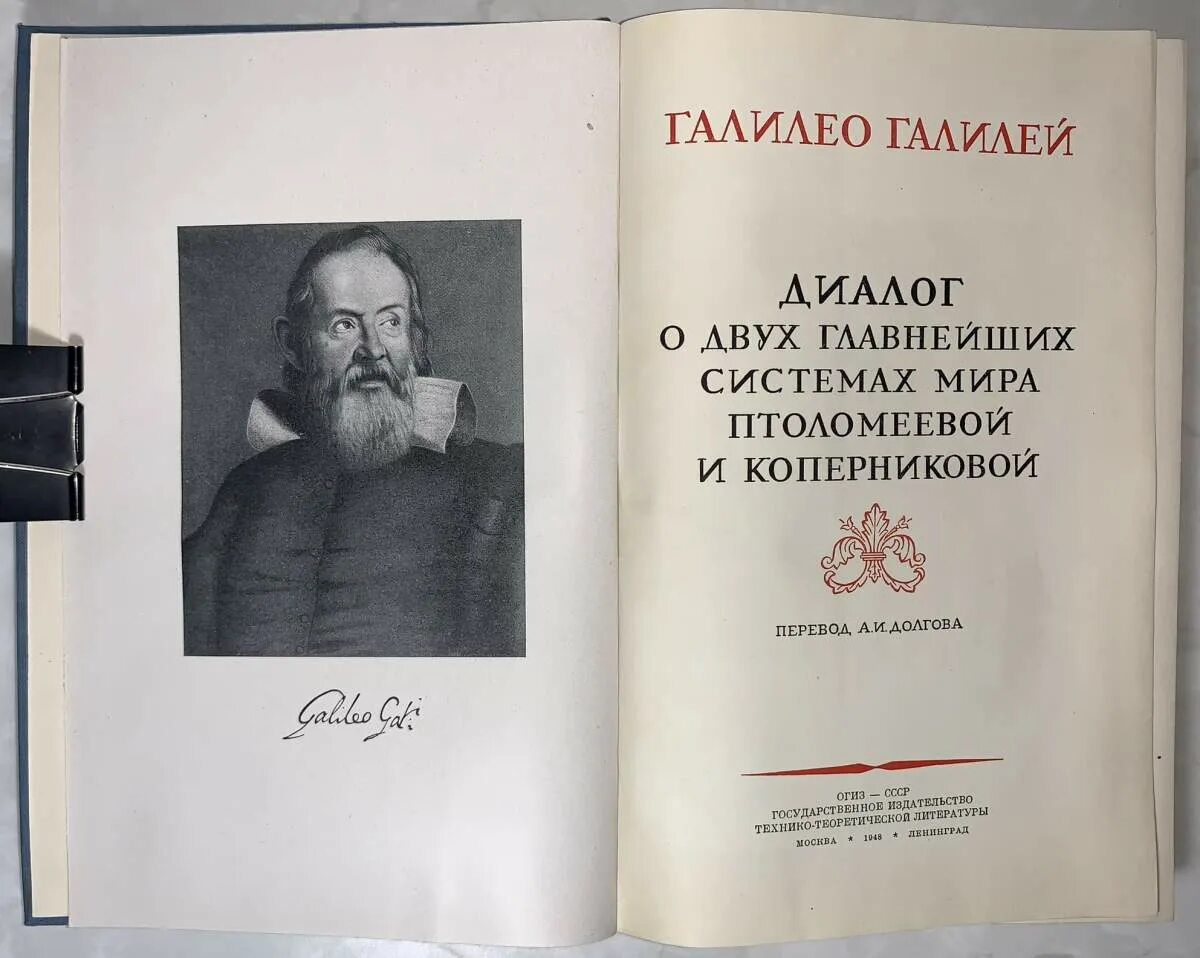 Galileo Gali
ГАЛИЛЕО ГАЛИЛЕЙ
ДИАЛОГ
О ДВУХ ГЛАВНЕЙШИХ
СИСТЕМАХ МИРА
ПТОЛОМЕЕВОЙ
И КОПЕРНИКОВОЙ
ПЕРЕВОД А.И.ДОЛГОВА
ОГИЗ — СССР
ГОСУДАРСТВЕННОЕ ИЗДАТЕЛЬСТВО
ТЕХНИКО-ТЕОРЕТИЧЕСКОЙ ЛИТЕРАТУРЫ
МОСКВА * 1948 * ЛЕНИНГРАД